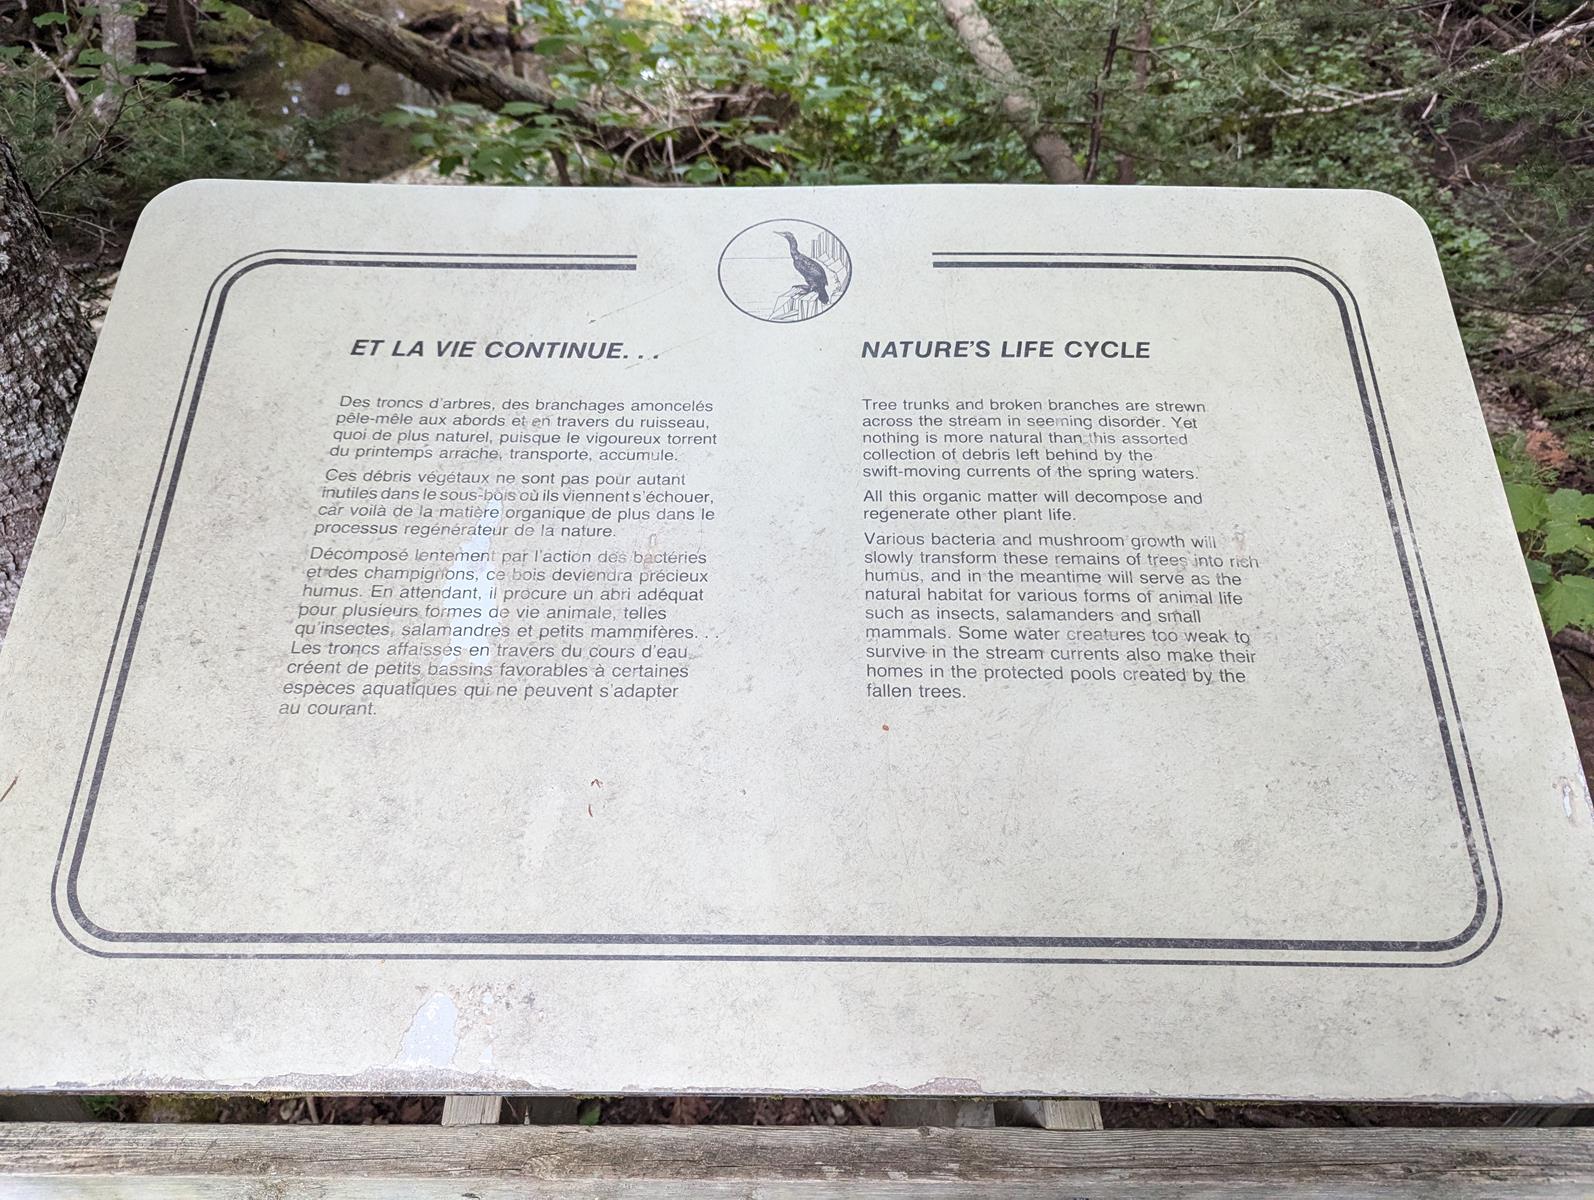 ET LA VIE CONTINUE. . .
Des troncs d'arbres, des branchages amoncelés
pêle-mêle aux abords et en travers du ruisseau,
quoi de plus naturel, puisque le vigoureux torrent
du printemps arrache, transporte, accumule.
Ces débris végétaux ne sont pas pour autant
inutiles dans le sous-bois où ils viennent s'échouer,
car voilà de la matière organique de plus dans le
processus regénérateur de la nature.
Décomposé lentement par l'action des bactéries
et des champignons, ce bois deviendra précieux
humus. En attendant, il procure un abri adéquat
pour plusieurs formes de vie animale, telles
qu'insectes, salamandres et petits mammifères. . .
Les troncs affaissés en travers du cours d'eau
créent de petits bassins favorables à certaines
espèces aquatiques qui ne peuvent s'adapter
au courant.
NATURE'S LIFE CYCLE
Tree trunks and broken branches are strewn
across the stream in seeming disorder. Yet
nothing is more natural than this assorted
collection of debris left behind by the
swift-moving currents of the spring waters.
All this organic matter will decompose and
regenerate other plant life.
Various bacteria and mushroom growth will
slowly transform these remains of trees into rich
humus, and in the meantime will serve as the
natural habitat for various forms of animal life
such as insects, salamanders and small
mammals. Some water creatures too weak to
survive in the stream currents also make their
homes in the protected pools created by the
fallen trees.